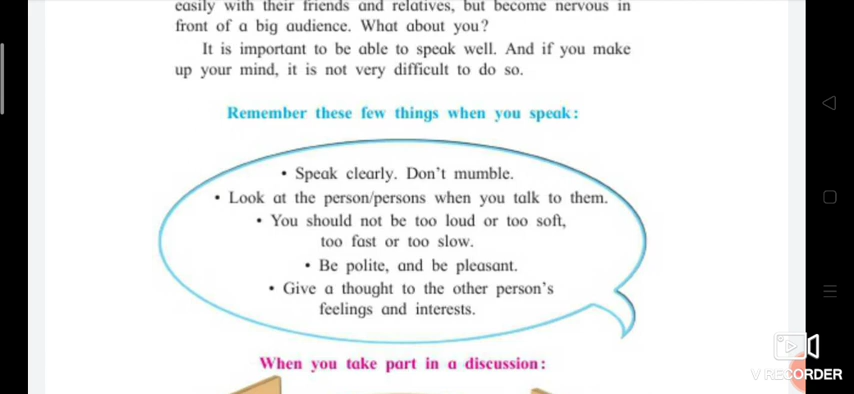 easily with their friends and relatives, but become nervous in
front of a big audience. What about you?
It is important to be able to speak well. And if you make
up your mind, it is not very difficult to do so.
Remember these few things when you speak:
• Speak clearly. Don't mumble.
• Look at the person/persons when you talk to them.
• You should not be too loud or too soft,
too fast or too slow.
• Be polite, and be pleasant.
• Give a thought to the other person's
feelings and interests.
When you take part in a discussion:
V RECORDER